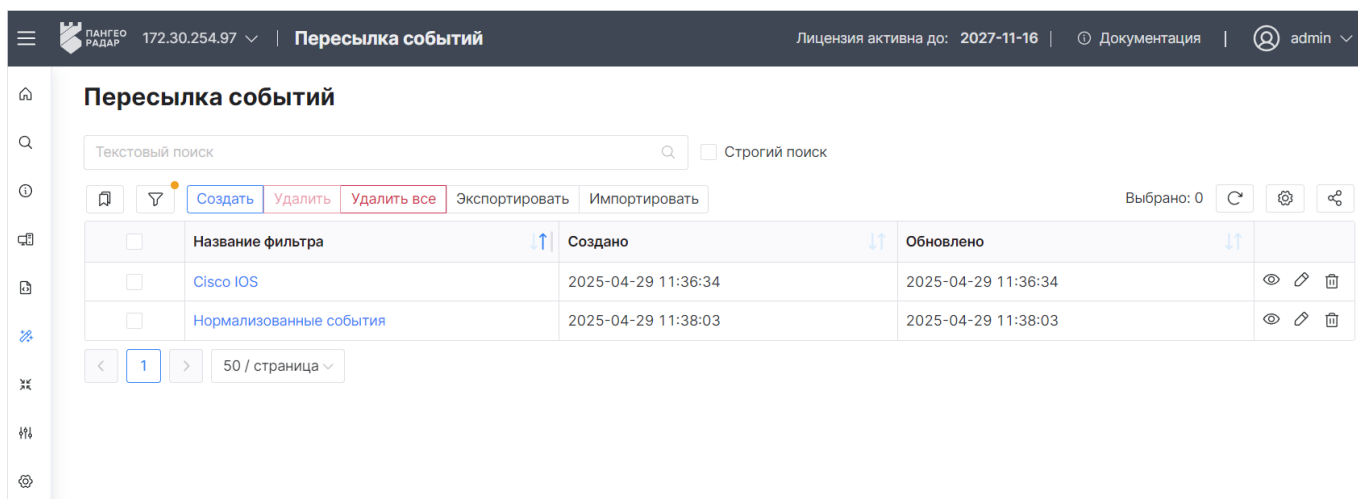 ПАНГЕО РАДАР 172.30.254.97 | Пересылка событий Лицензия активна до: 2027-11-16 | Документация | admin
Пересылка событий
Текстовый поиск Строгий поиск
Создать Удалить Удалить все Экспортировать Импортировать Выбрано: 0
Название фильтра Создано Обновлено
Cisco IOS 2025-04-29 11:36:34 2025-04-29 11:36:34
Нормализованные события 2025-04-29 11:38:03 2025-04-29 11:38:03
1 50 / страница